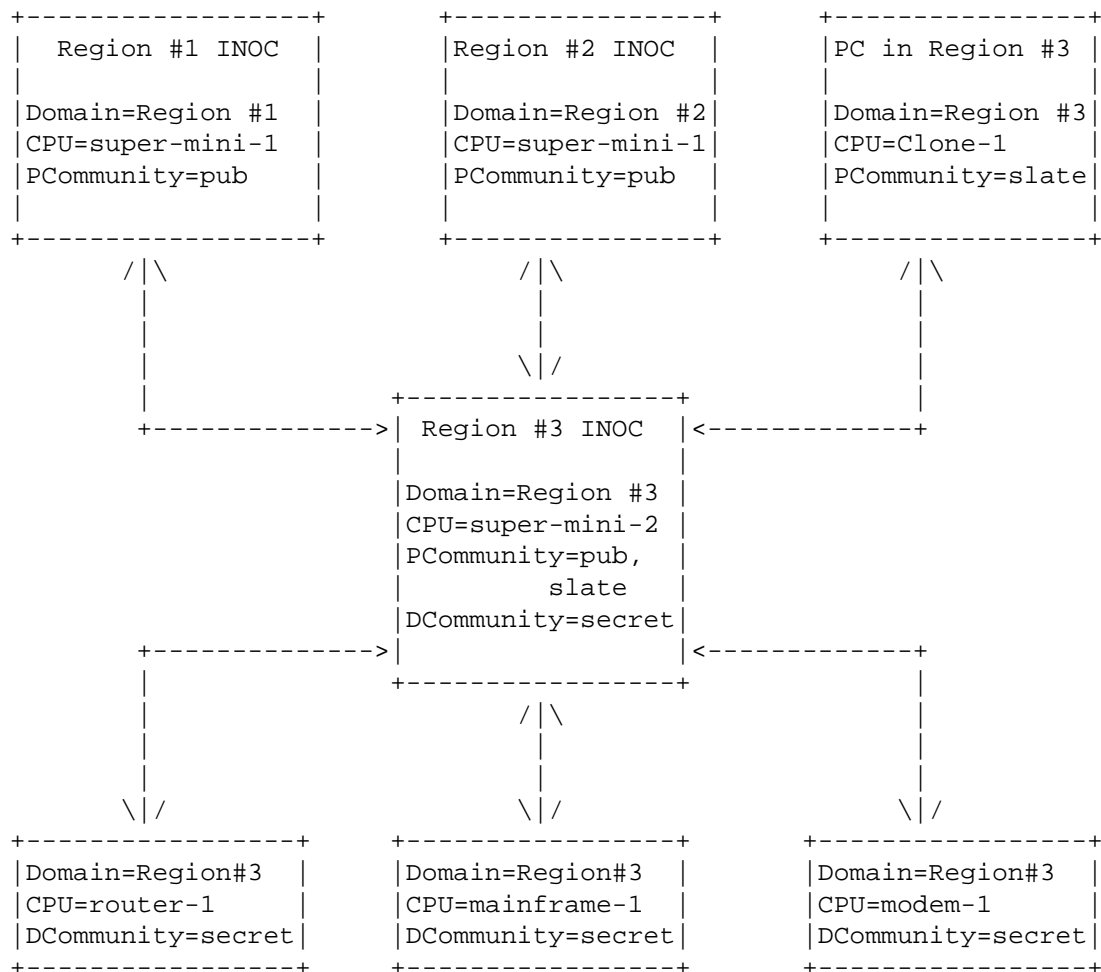 Region #1 INOC
Domain=Region #1
CPU=super-mini-1
PCommunity=pub
Region #2 INOC
Domain=Region #2
CPU=super-mini-1
PCommunity=pub
PC in Region #3
Domain=Region #3
CPU=Clone-1
PCommunity=slate
Region #3 INOC
Domain=Region #3
CPU=super-mini-2
PCommunity=pub,
slate
DCommunity=secret
Domain=Region#3
CPU=router-1
DCommunity=secret
Domain=Region#3
CPU=mainframe-1
DCommunity=secret
Domain=Region#3
CPU=modem-1
DCommunity=secret